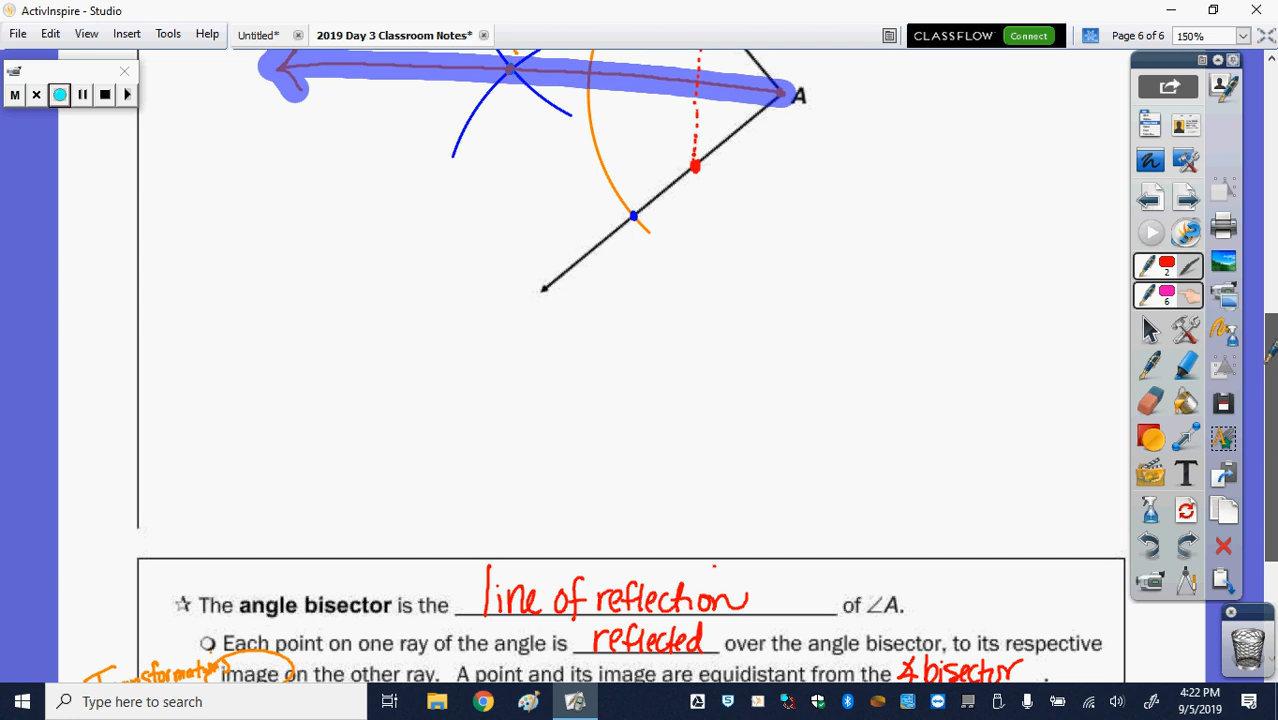 ActivInspire - Studio
File Edit View Insert Tools Help Untitled* 2019 Day 3 Classroom Notes* CLASSFLOW Connect Page 6 of 6 150%
M
A
2
6
T
☆ The angle bisector is the line of reflection of ∠A.
Each point on one ray of the angle is reflected over the angle bisector, to its respective
Transformation image on the other ray. A point and its image are equidistant from the ∡ bisector.
Type here to search
4:22 PM
9/5/2019